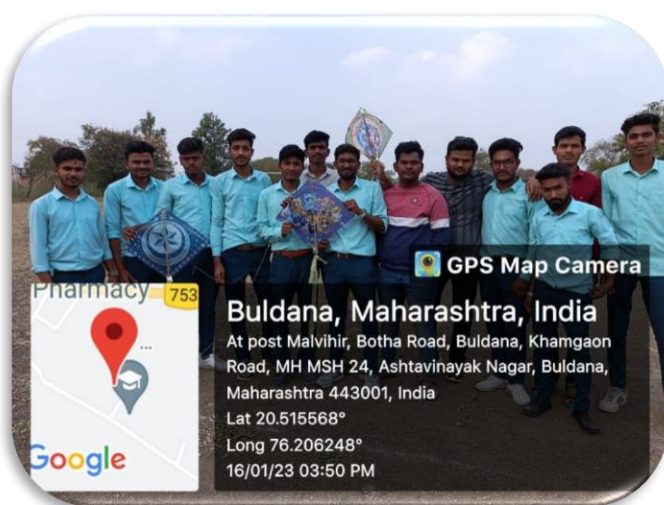 GPS Map Camera
Pharmacy
753
...
Google
Buldana, Maharashtra, India
At post Malvihir, Botha Road, Buldana, Khamgaon
Road, MH MSH 24, Ashtavinayak Nagar, Buldana,
Maharashtra 443001, India
Lat 20.515568°
Long 76.206248°
16/01/23 03:50 PM